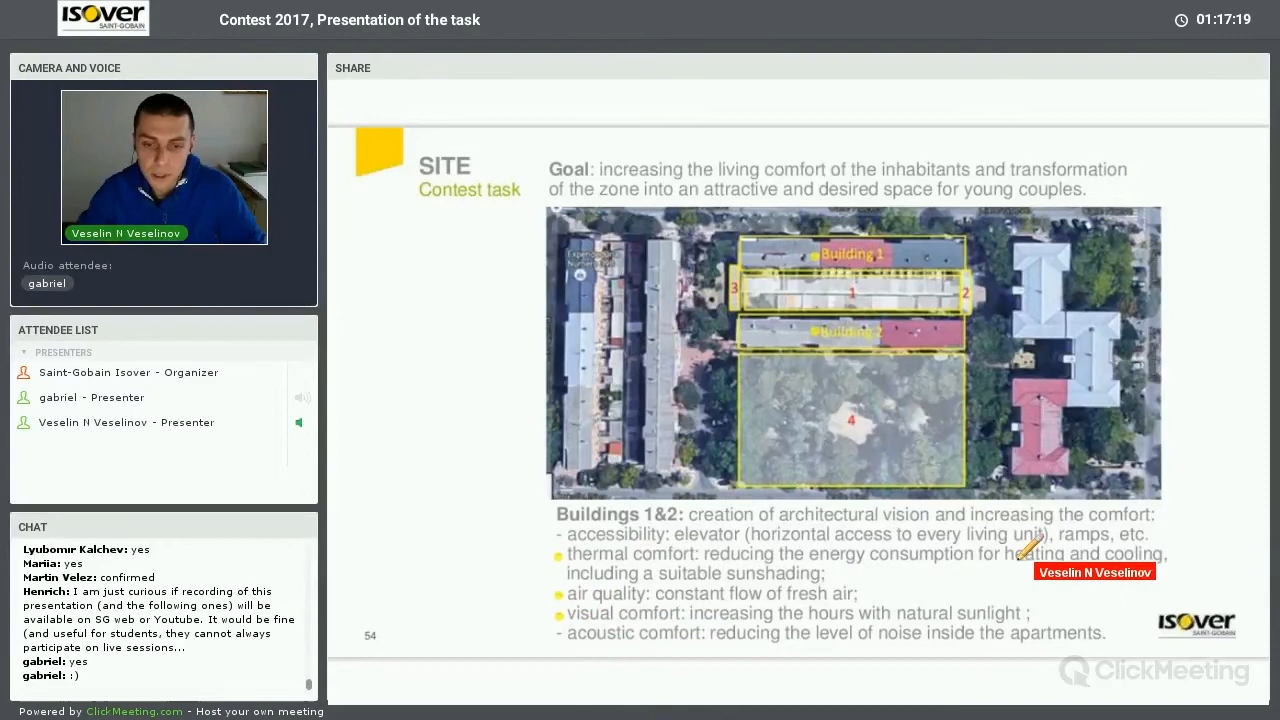 isover
SAINT-GOBAIN
Contest 2017, Presentation of the task
01:17:19
CAMERA AND VOICE
Veselin N Veselinov
Audio attendee:
gabriel
ATTENDEE LIST
PRESENTERS
Saint-Gobain Isover - Organizer
gabriel - Presenter
Veselin N Veselinov - Presenter
CHAT
Lyubomir Kalchev: yes
Mariia: yes
Martin Velez: confirmed
Henrich: I am just curious if recording of this
presentation (and the following ones) will be
available on SG web or Youtube. It would be fine
(and useful for students, they cannot always
participate on live sessions...
gabriel: yes
gabriel: :)
Powered by ClickMeeting.com - Host your own meeting
SHARE
SITE
Contest task
Goal: increasing the living comfort of the inhabitants and transformation
of the zone into an attractive and desired space for young couples.
Building 1
3
1
2
Building 2
4
Buildings 1&2: creation of architectural vision and increasing the comfort:
- accessibility: elevator (horizontal access to every living unit), ramps, etc.
thermal comfort: reducing the energy consumption for heating and cooling,
including a suitable sunshading;
air quality: constant flow of fresh air;
visual comfort: increasing the hours with natural sunlight ;
- acoustic comfort: reducing the level of noise inside the apartments.
Veselin N Veselinov
54
isover
SAINT-GOBAIN
ClickMeeting